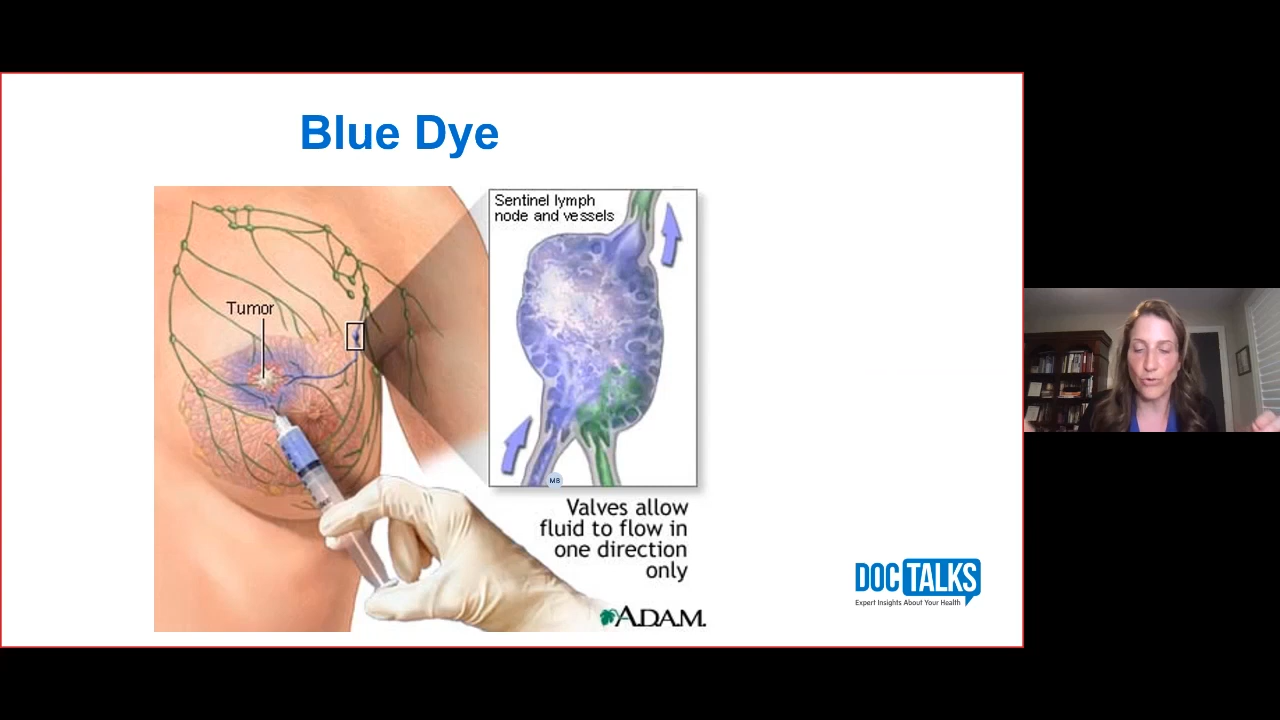 Blue Dye
Sentinel lymph
node and vessels
Tumor
MB
Valves allow
fluid to flow in
one direction
only
A.D.A.M.
DOC TALKS
Expert Insights About Your Health